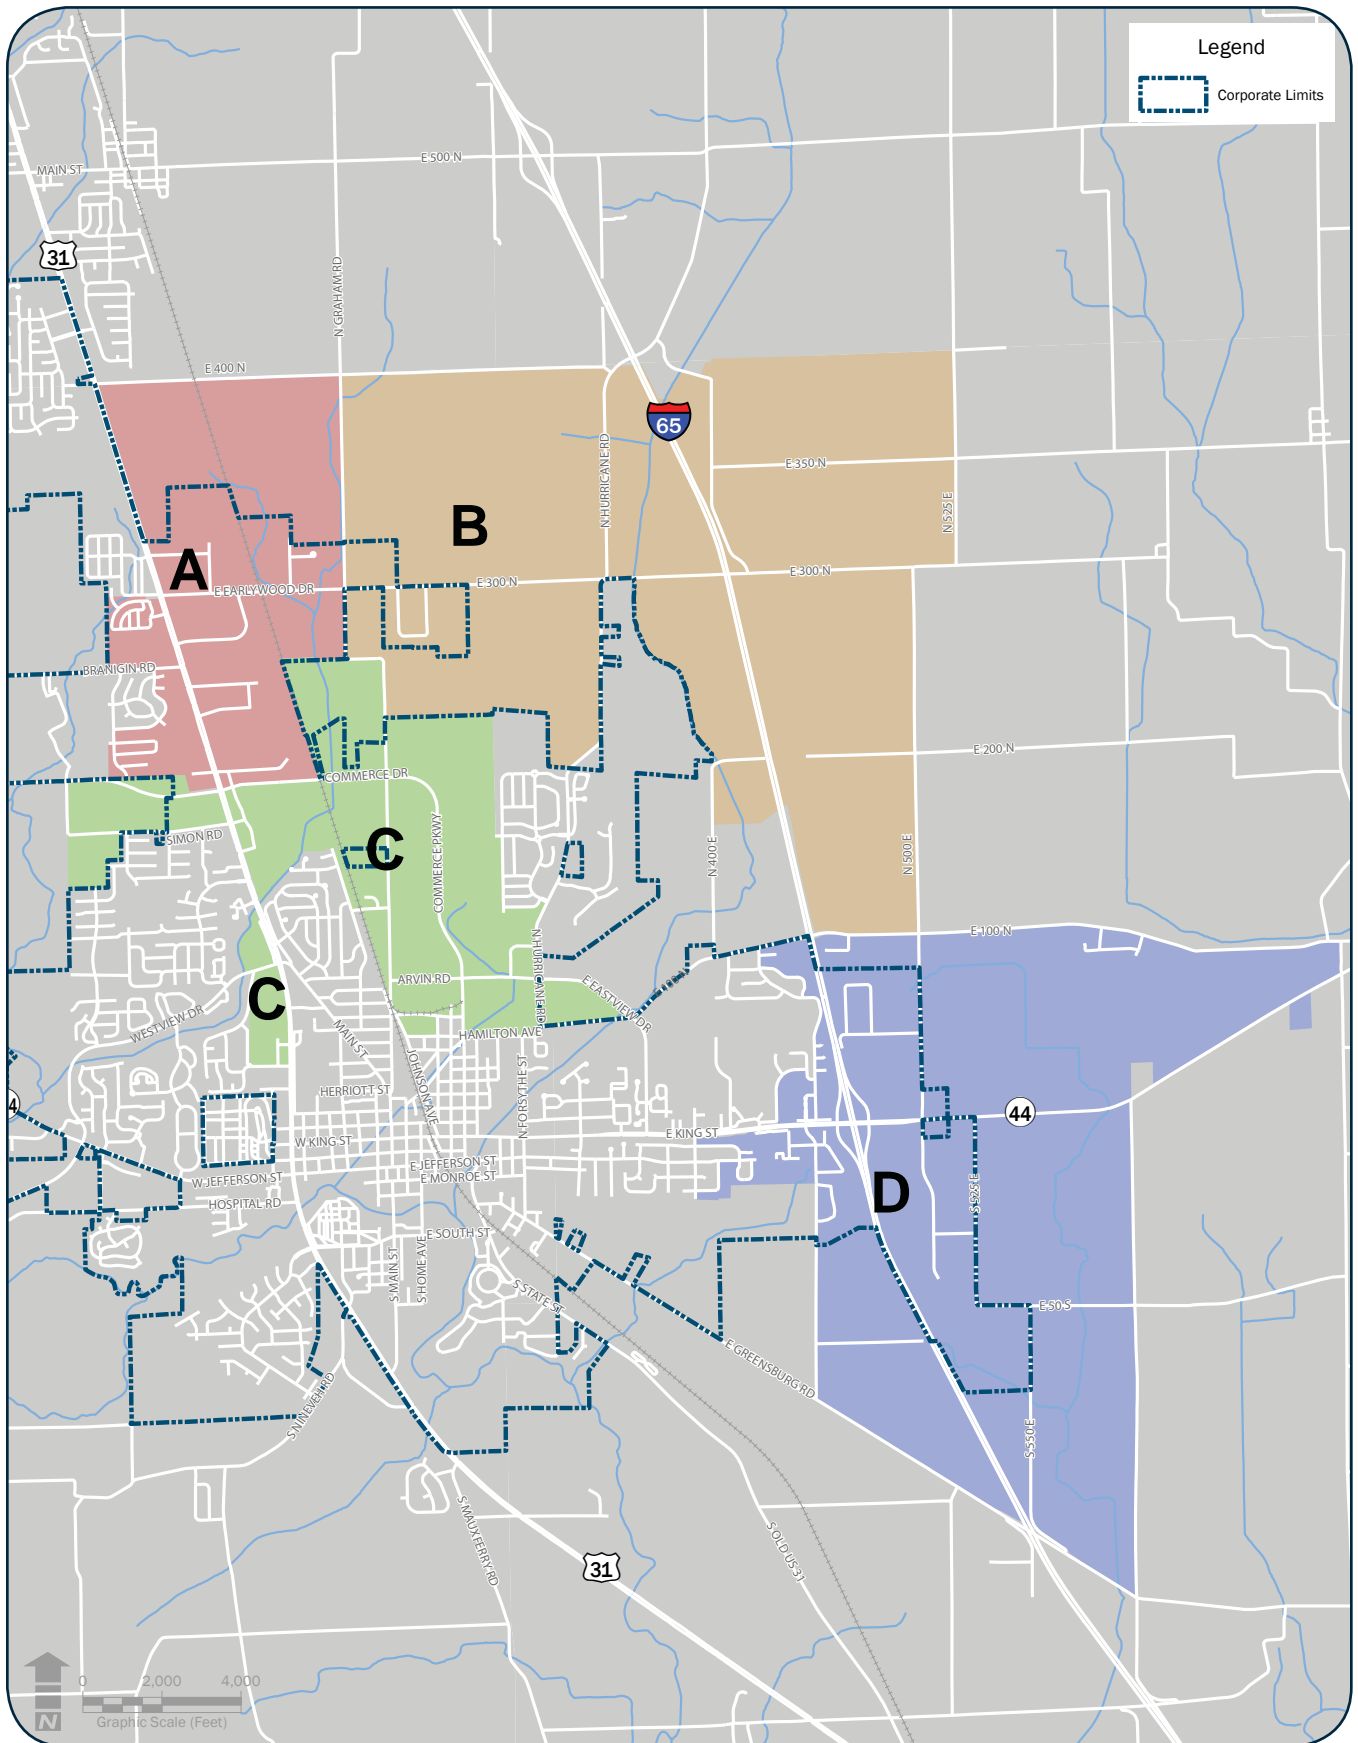 Legend
Corporate Limits
E 500 N
MAIN ST
31
N GRAHAM RD
E 400 N
65
N HURRICANE RD
E 350 N
N 525 E
B
A
E 300 N
E 300 N
E EARLYWOOD DR
BRANIGIN RD
E 200 N
COMMERCE DR
SIMON RD
C
COMMERCE PKWY
N 400 E
N 500 E
E 100 N
N HURRICANE RD
ARVIN RD
E EASTVIEW DR
C
WESTVIEW DR
MAIN ST
HAMILTON AVE
JOHNSON AVE
N FORSYTHE ST
HERRIOTT ST
4
44
E KING ST
W KING ST
E JEFFERSON ST
E MONROE ST
W JEFFERSON ST
HOSPITAL RD
D
S 525 E
E SOUTH ST
S MAIN ST
S HOME AVE
S STATE ST
E 50 S
E GREENSBURG RD
S NINEVEH RD
S 550 E
S MAUXFERRY RD
S OLD US 31
31
0 2,000 4,000
Graphic Scale (Feet)
N